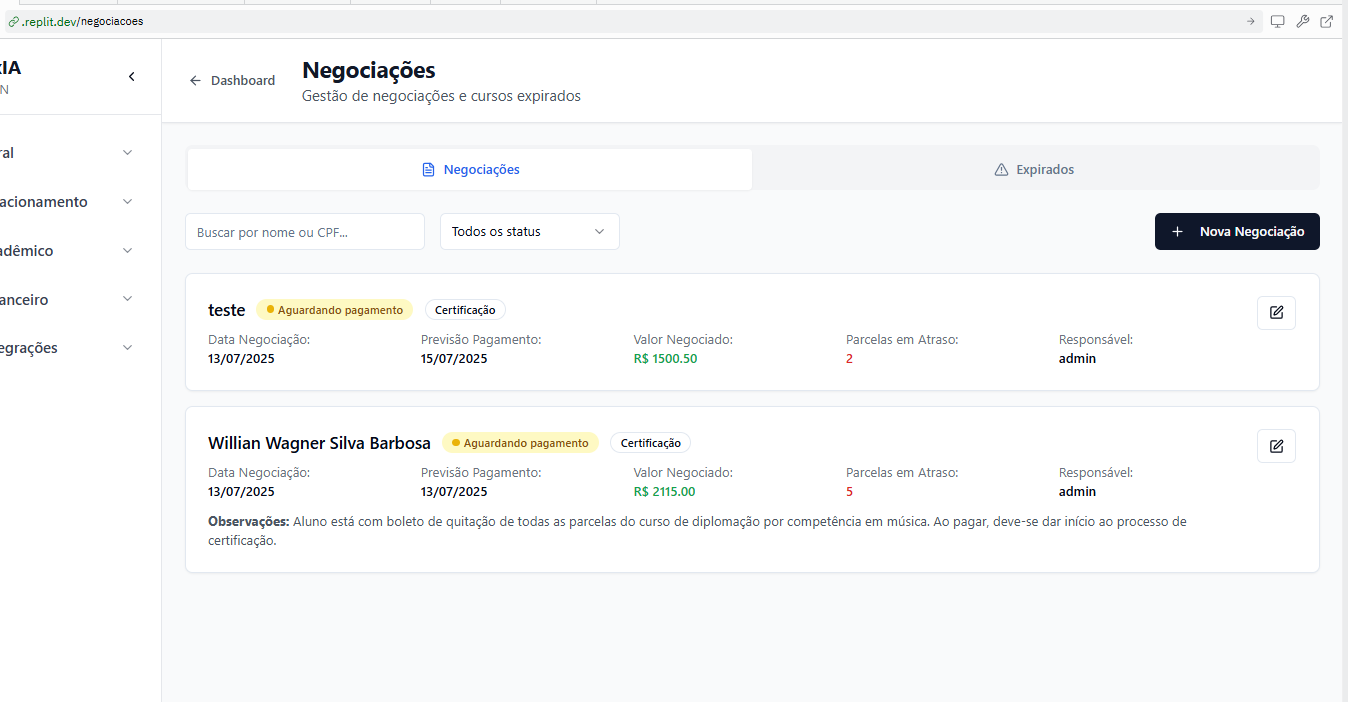 .replit.dev/negociacoes
IA
N
Dashboard
Negociações
Gestão de negociações e cursos expirados
ral
acionamento
adêmico
anceiro
egrações
Negociações
Expirados
Buscar por nome ou CPF...
Todos os status
+ Nova Negociação
teste Aguardando pagamento Certificação
Data Negociação: Previsão Pagamento: Valor Negociado: Parcelas em Atraso: Responsável:
13/07/2025 15/07/2025 R$ 1500.50 2 admin
Willian Wagner Silva Barbosa Aguardando pagamento Certificação
Data Negociação: Previsão Pagamento: Valor Negociado: Parcelas em Atraso: Responsável:
13/07/2025 13/07/2025 R$ 2115.00 5 admin
Observações: Aluno está com boleto de quitação de todas as parcelas do curso de diplomação por competência em música. Ao pagar, deve-se dar início ao processo de
certificação.